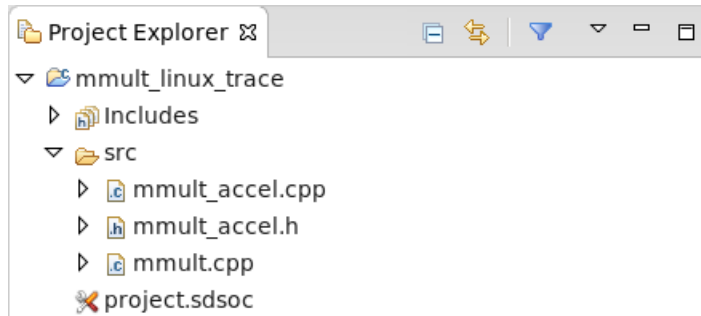 Project Explorer
mmult_linux_trace
Includes
src
mmult_accel.cpp
mmult_accel.h
mmult.cpp
project.sdsoc